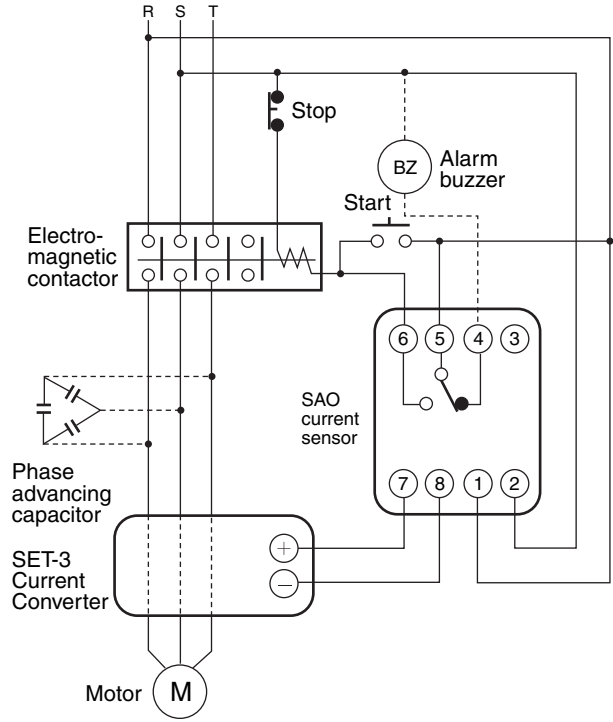 R S T
Stop
BZ
Alarm
buzzer
Start
Electro-
magnetic
contactor
6 5 4 3
SAO
current
sensor
7 8 1 2
Phase
advancing
capacitor
SET-3
Current
Converter
+
−
Motor
M